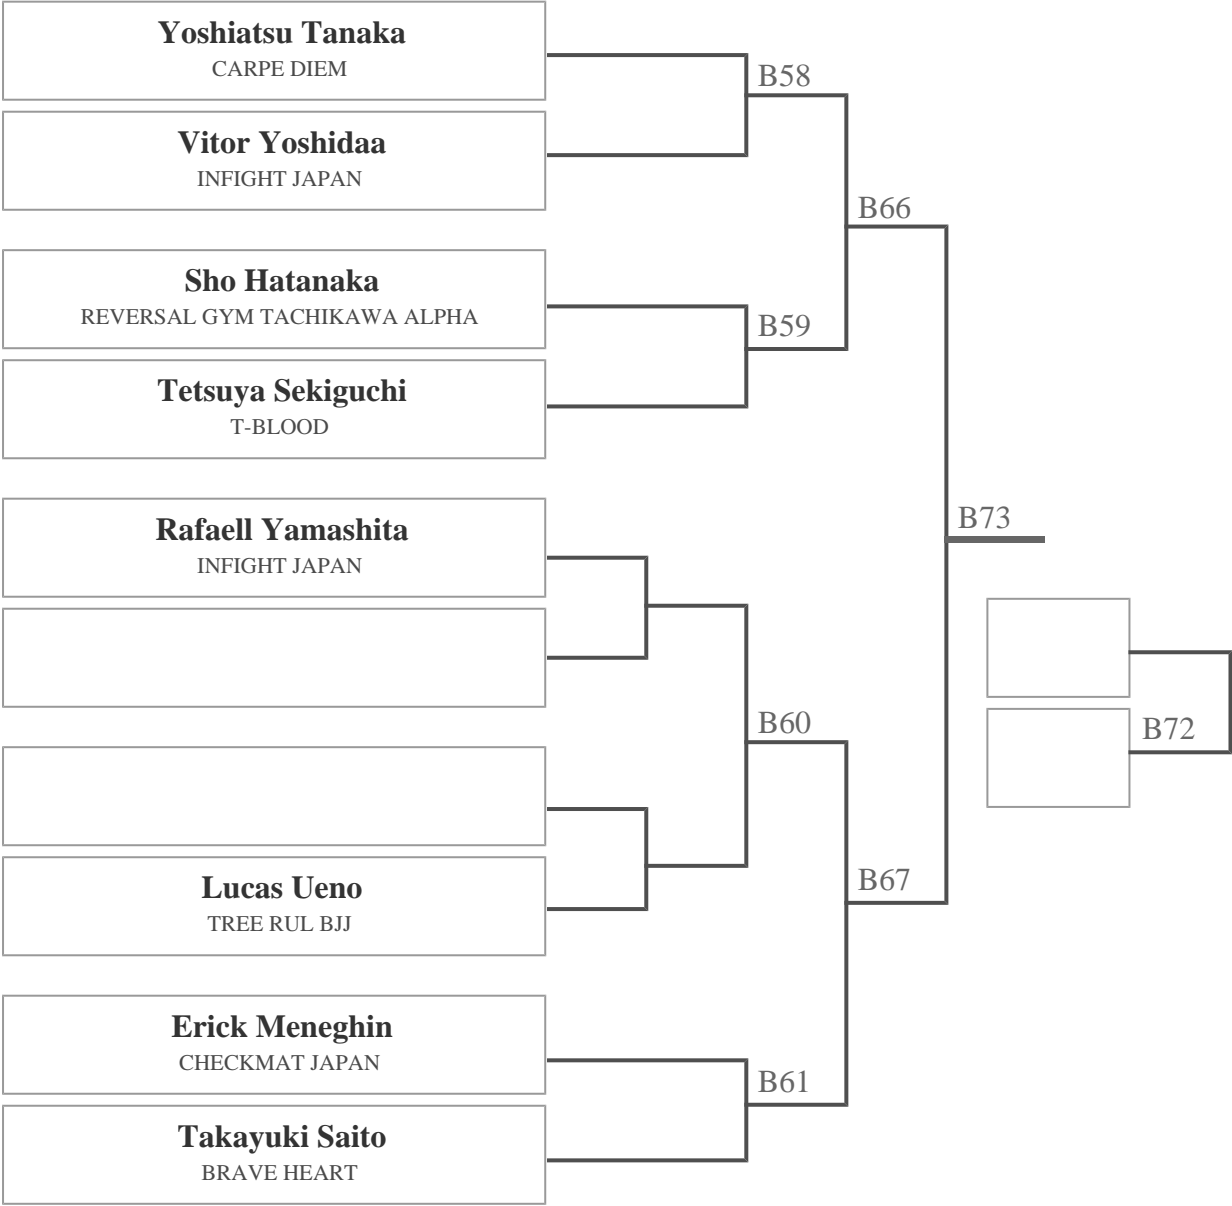 Yoshiatsu Tanaka
CARPE DIEM
B58
Vitor Yoshidaa
INFIGHT JAPAN
B66
Sho Hatanaka
REVERSAL GYM TACHIKAWA ALPHA
B59
Tetsuya Sekiguchi
T-BLOOD
Rafaell Yamashita
INFIGHT JAPAN
B73
B60
B72
Lucas Ueno
TREE RUL BJJ
B67
Erick Meneghin
CHECKMAT JAPAN
B61
Takayuki Saito
BRAVE HEART